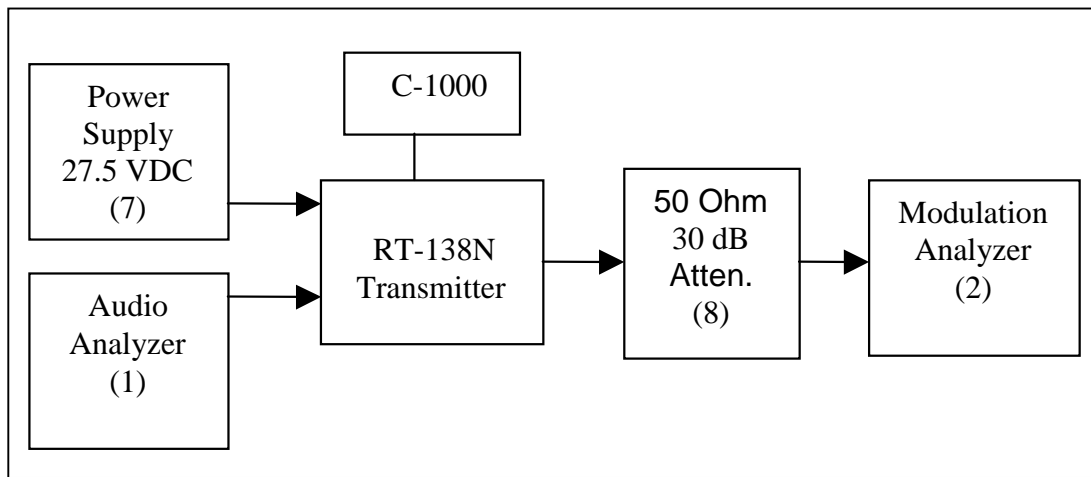 Power
Supply
27.5 VDC
(7)
C-1000
Audio
Analyzer
(1)
RT-138N
Transmitter
50 Ohm
30 dB
Atten.
(8)
Modulation
Analyzer
(2)